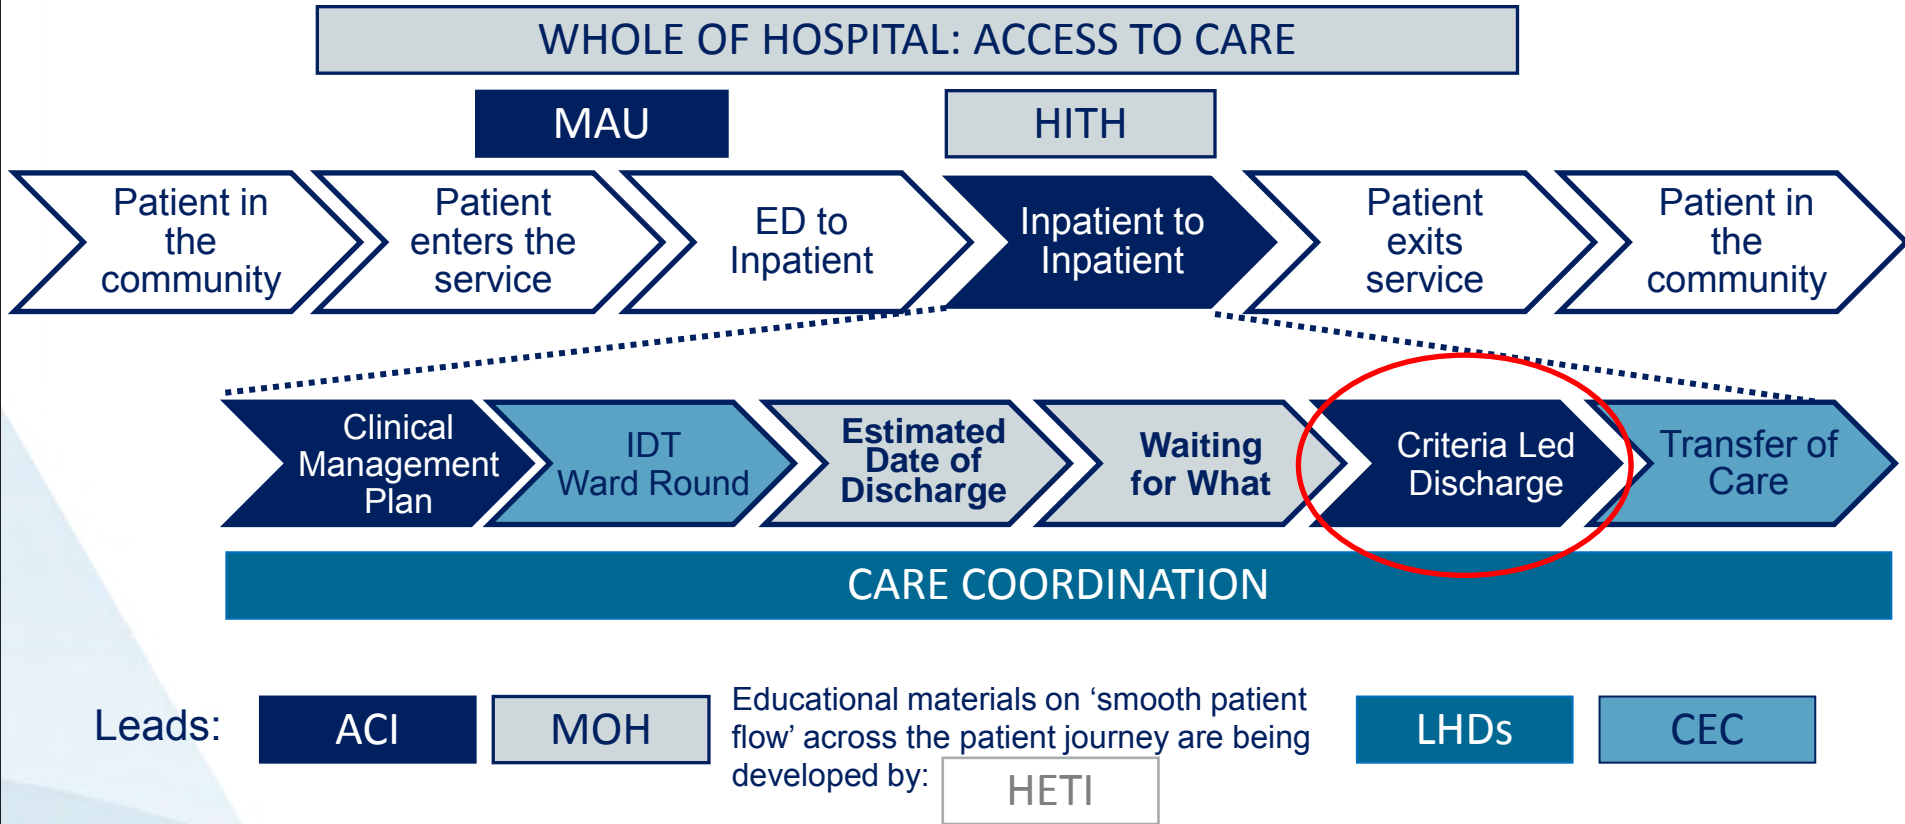 WHOLE OF HOSPITAL: ACCESS TO CARE
MAU
HITH
Patient in
the
community
Patient
enters the
service
ED to
Inpatient
Inpatient to
Inpatient
Patient
exits
service
Patient in
the
community
Clinical
Management
Plan
IDT
Ward Round
Estimated
Date of
Discharge
Waiting
for What
Criteria Led
Discharge
Transfer of
Care
CARE COORDINATION
Leads:
ACI
MOH
Educational materials on ‘smooth patient
flow’ across the patient journey are being
developed by:
HETI
LHDs
CEC